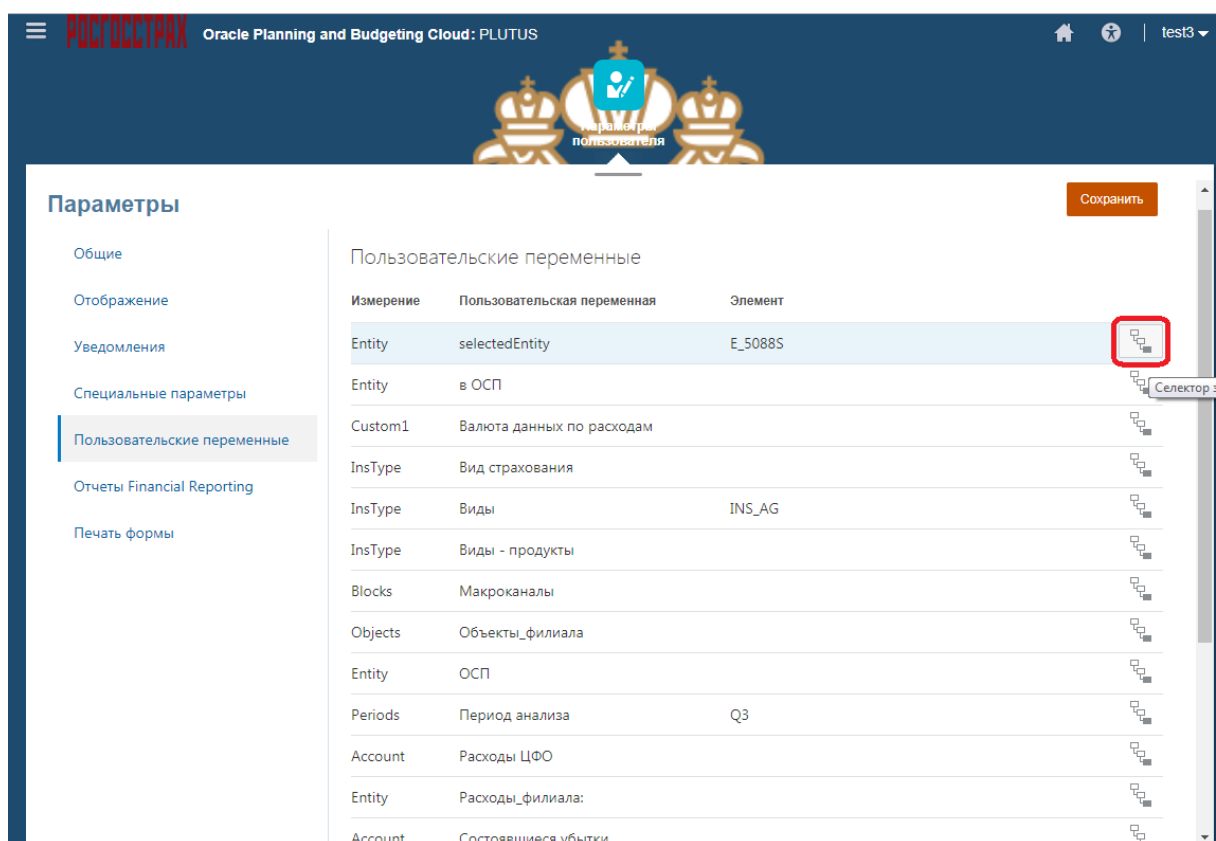 РОСГОССТРАХ Oracle Planning and Budgeting Cloud: PLUTUS test3
Параметры
пользователя
Параметры Сохранить
Общие
Отображение
Уведомления
Специальные параметры
Пользовательские переменные
Отчеты Financial Reporting
Печать формы
Пользовательские переменные
Измерение Пользовательская переменная Элемент
Entity selectedEntity E_5088S
Entity в ОСП
Селектор
Custom1 Валюта данных по расходам
InsType Вид страхования
InsType Виды INS_AG
InsType Виды - продукты
Blocks Макроканалы
Objects Объекты_филиала
Entity ОСП
Periods Период анализа Q3
Account Расходы ЦФО
Entity Расходы_филиала:
Account Состоявшиеся убытки